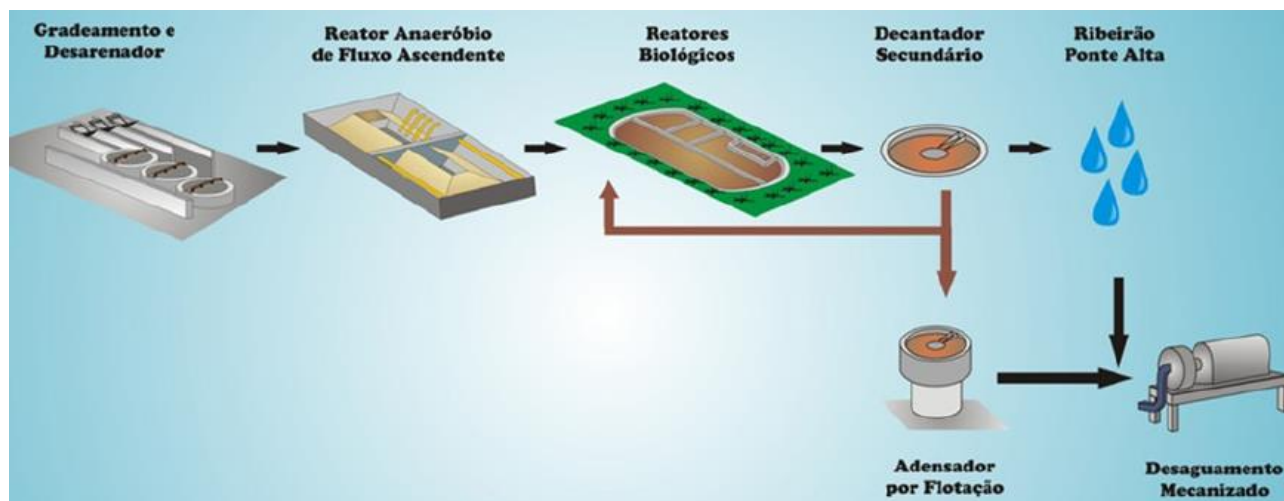 Gradeamento e
Desarenador
Reator Anaeróbio
de Fluxo Ascendente
Reatores
Biológicos
Decantador
Secundário
Ribeirão
Ponte Alta
Adensador
por Flotação
Desaguamento
Mecanizado